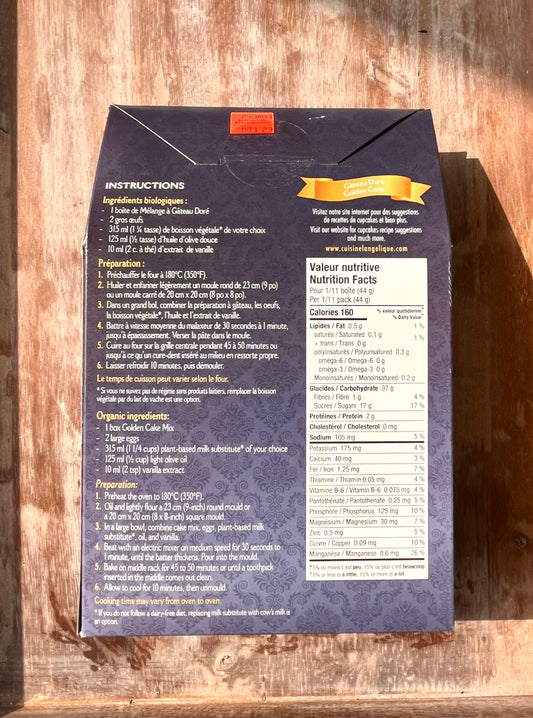 INSTRUCTIONS
Ingrédients biologiques :
- 1 boîte de Mélange à Gâteau Doré
- 2 gros œufs
- 315 ml (1 ¼ tasse) de boisson végétale* de votre choix
- 125 ml (½ tasse) d'huile d'olive douce
- 10 ml (2 c. à thé) d'extrait de vanille
Préparation :
1. Préchauffer le four à 180°C (350°F).
2. Huiler et enfariner légèrement un moule rond de 23 cm (9 po)
ou un moule carré de 20 cm x 20 cm (8 po x 8 po).
3. Dans un grand bol, combiner la préparation à gâteau, les œufs,
la boisson végétale*, l'huile et l'extrait de vanille.
4. Battre à vitesse moyenne du malaxeur de 30 secondes à 1 minute,
jusqu'à épaississement. Verser la pâte dans le moule.
5. Cuire au four sur la grille centrale pendant 45 à 50 minutes ou
jusqu'à ce qu'un cure-dent inséré au milieu en ressorte propre.
6. Laisser refroidir 10 minutes, puis démouler.
Le temps de cuisson peut varier selon le four.
* Si vous ne suivez pas de régime sans produits laitiers, remplacer la boisson
végétale par du lait de vache est une option.
Organic ingredients:
- 1 box Golden Cake Mix
- 2 large eggs
- 315 ml (1 1/4 cups) plant-based milk substitute* of your choice
- 125 ml (½ cup) light olive oil
- 10 ml (2 tsp) vanilla extract
Preparation:
1. Preheat the oven to 180°C (350°F).
2. Oil and lightly flour a 23 cm (9-inch) round mould or
a 20 cm x 20 cm (8 x 8-inch) square mould.
3. In a large bowl, combine cake mix, eggs, plant-based milk
substitute*, oil, and vanilla.
4. Beat with an electric mixer on medium speed for 30 seconds to
1 minute, until the batter thickens. Pour into the mould.
5. Bake on middle rack for 45 to 50 minutes or until a toothpick
inserted in the middle comes out clean.
6. Allow to cool for 10 minutes, then unmould.
Cooking time may vary from oven to oven.
* If you do not follow a dairy-free diet, replacing milk substitute with cow's milk is
an option.
Gâteau Doré
Golden Cake
Visitez notre site internet pour des suggestions
de recettes de cupcakes et bien plus.
Visit our website for cupcakes recipe suggestions
and much more.
www.cuisinelangelique.com
Valeur nutritive
Nutrition Facts
Pour 1/11 boîte (44 g)
Per 1/11 pack (44 g)
Calories 160 % valeur quotidienne*
% Daily Value
Lipides / Fat 0.5 g 1 %
saturés / Saturated 0.1 g 1 %
+ trans / Trans 0 g
polyinsaturés / Polyunsatured 0.3 g
oméga-6 / Omega-6 0 g
oméga-3 / Omega-3 0 g
Monoinsaturés / Monoinsatured 0.2 g
Glucides / Carbohydrate 37 g
Fibres / Fibre 1 g 4 %
Sucres / Sugars 17 g 17 %
Protéines / Protein 2 g
Cholestérol / Cholesterol 0 mg
Sodium 105 mg 5 %
Potassium 175 mg 4 %
Calcium 40 mg 3 %
Fer / Iron 1.25 mg 7 %
Thiamine / Thiamin 0.05 mg 4 %
Vitamine B-6 / Vitamin B-6 0.075 mg 4 %
Pantothénate / Pantothenate 0.25 mg 5 %
Phosphore / Phosphorus 125 mg 10 %
Magnésium / Magnesium 30 mg 7 %
Zinc 0.5 mg 5 %
Cuivre / Copper 0.09 mg 10 %
Manganèse / Manganese 0.6 mg 26 %
*5% ou moins c'est peu, 15% ou plus c'est beaucoup
*5% or less is a little, 15% or more is a lot